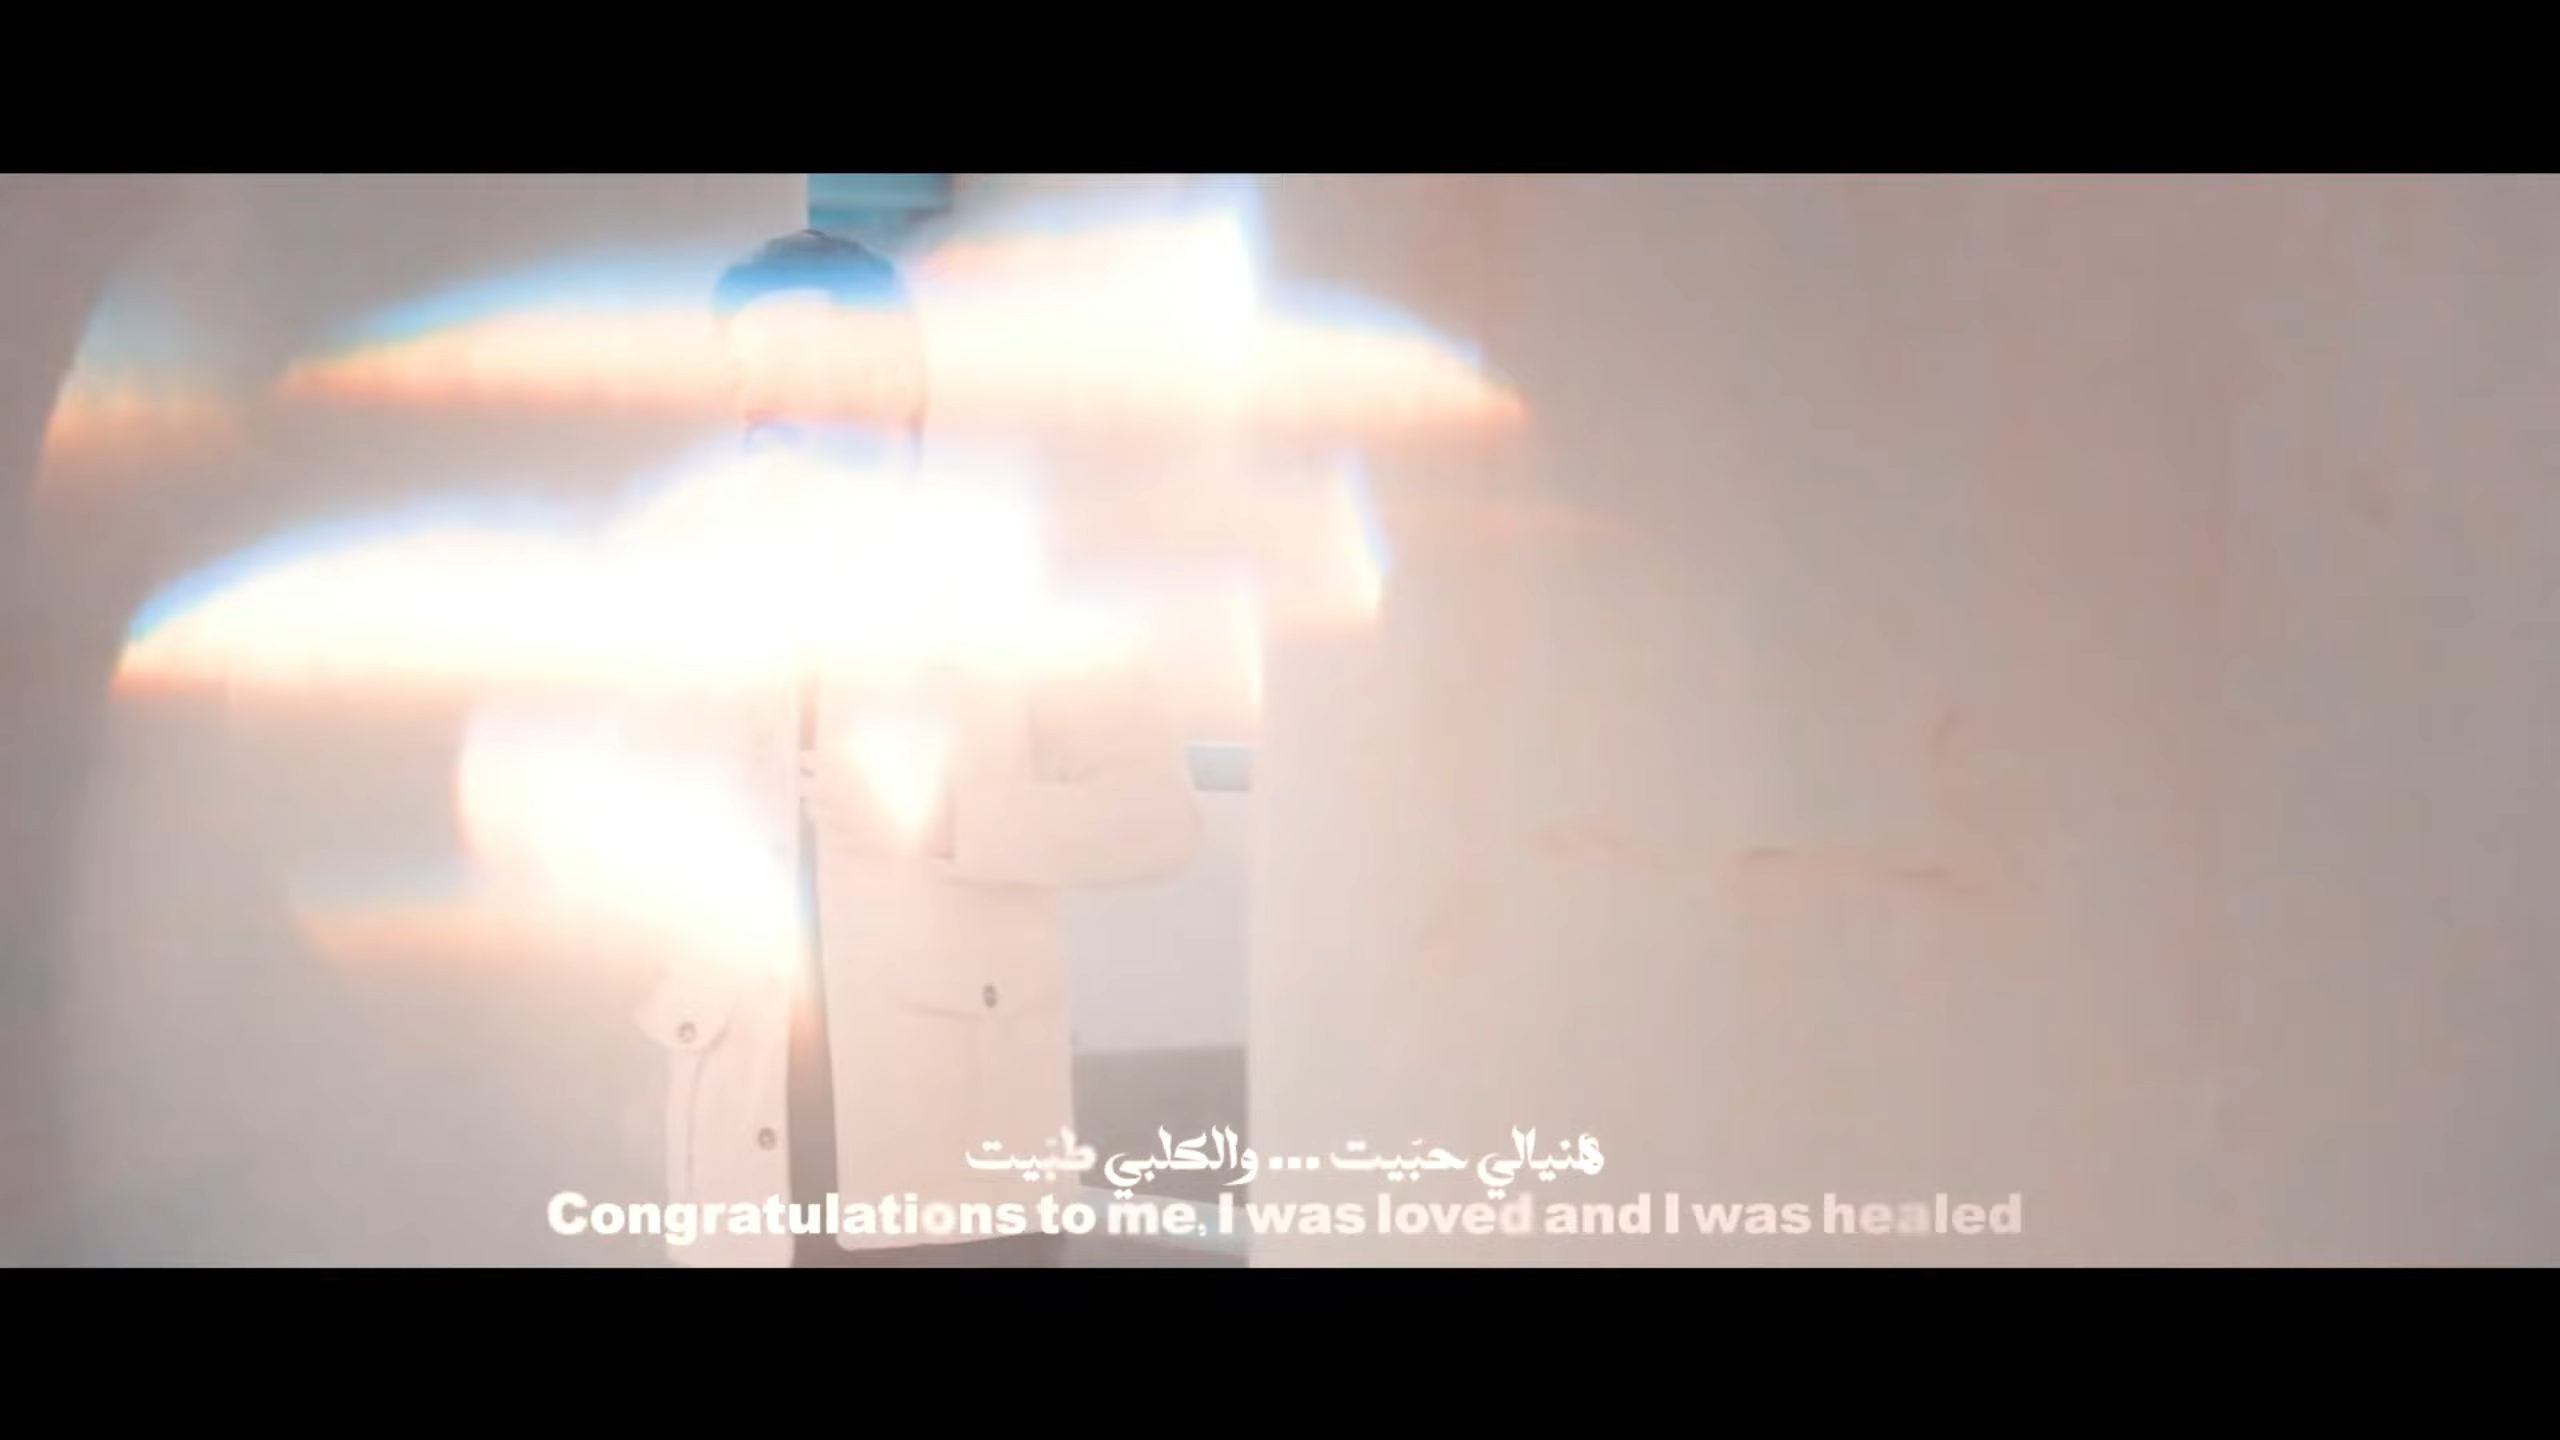 هنيالي حبّيت ... والكلبي طبّيت
Congratulations to me, I was loved and I was healed